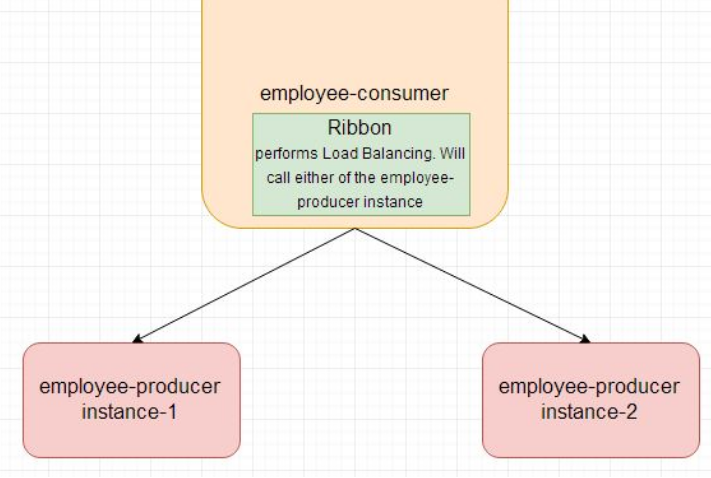 employee-consumer
Ribbon
performs Load Balancing. Will
call either of the employee-
producer instance
employee-producer
instance-1
employee-producer
instance-2